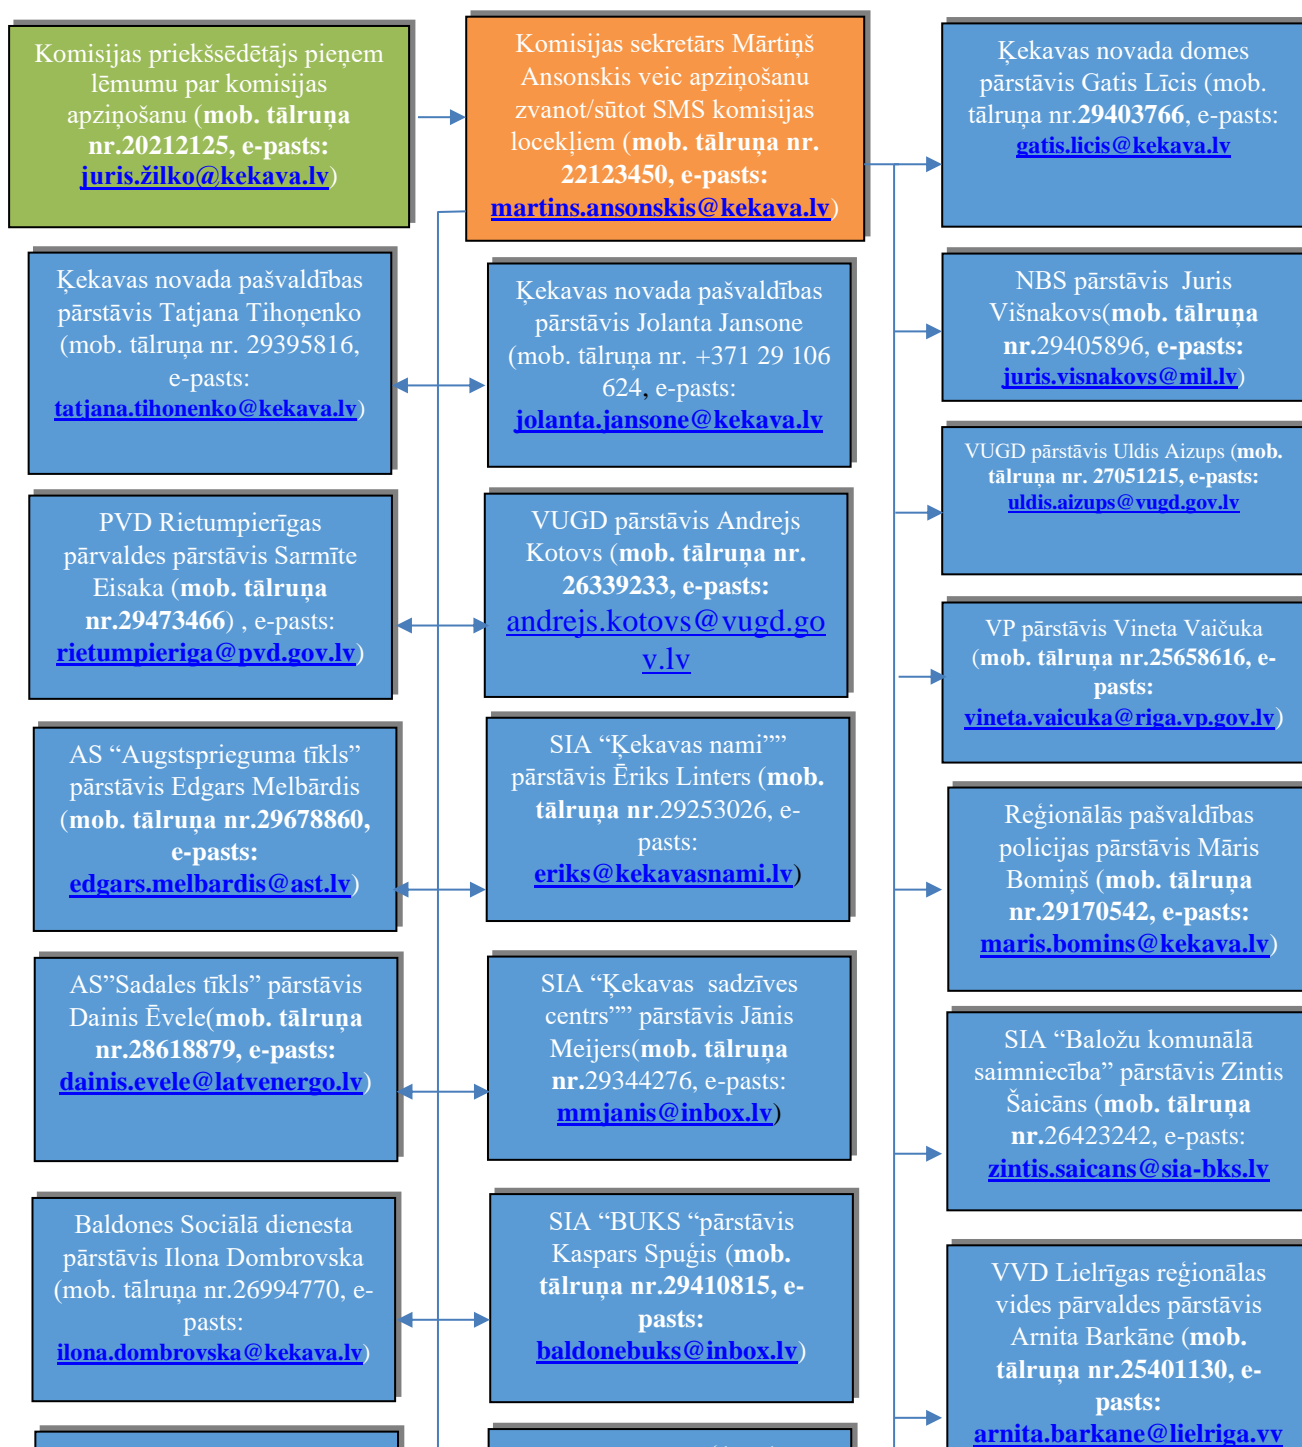 Komisijas priekšsēdētājs pieņem
lēmumu par komisijas
apziņošanu (mob. tālruņa
nr.20212125, e-pasts:
juris.žilko@kekava.lv)
Komisijas sekretārs Mārtiņš
Ansonskis veic apziņošanu
zvanot/sūtot SMS komisijas
locekļiem (mob. tālruņa nr.
22123450, e-pasts:
martins.ansonskis@kekava.lv)
Ķekavas novada domes
pārstāvis Gatis Līcis (mob.
tālruņa nr.29403766, e-pasts:
gatis.licis@kekava.lv
Ķekavas novada pašvaldības
pārstāvis Tatjana Tihoņenko
(mob. tālruņa nr. 29395816,
e-pasts:
tatjana.tihonenko@kekava.lv)
Ķekavas novada pašvaldības
pārstāvis Jolanta Jansone
(mob. tālruņa nr. +371 29 106
624, e-pasts:
jolanta.jansone@kekava.lv
NBS pārstāvis  Juris
Višnakovs(mob. tālruņa
nr.29405896, e-pasts:
juris.visnakovs@mil.lv)
VUGD pārstāvis Uldis Aizups (mob.
tālruņa nr. 27051215, e-pasts:
uldis.aizups@vugd.gov.lv
PVD Rietumpierīgas
pārvaldes pārstāvis Sarmīte
Eisaka (mob. tālruņa
nr.29473466) , e-pasts:
rietumpieriga@pvd.gov.lv)
VUGD pārstāvis Andrejs
Kotovs (mob. tālruņa nr.
26339233, e-pasts:
andrejs.kotovs@vugd.go
v.lv
VP pārstāvis Vineta Vaičuka
(mob. tālruņa nr.25658616, e-
pasts:
vineta.vaicuka@riga.vp.gov.lv)
AS “Augstsprieguma tīkls”
pārstāvis Edgars Melbārdis
(mob. tālruņa nr.29678860,
e-pasts:
edgars.melbardis@ast.lv)
SIA “Ķekavas nami””
pārstāvis Ēriks Linters (mob.
tālruņa nr.29253026, e-
pasts:
eriks@kekavasnami.lv)
Reģionālās pašvaldības
policijas pārstāvis Māris
Bomiņš (mob. tālruņa
nr.29170542, e-pasts:
maris.bomins@kekava.lv)
AS”Sadales tīkls” pārstāvis
Dainis Ēvele(mob. tālruņa
nr.28618879, e-pasts:
dainis.evele@latvenergo.lv)
SIA “Ķekavas  sadzīves
centrs”” pārstāvis Jānis
Meijers(mob. tālruņa
nr.29344276, e-pasts:
mmjanis@inbox.lv)
SIA “Baložu komunālā
saimniecība” pārstāvis Zintis
Šaicāns (mob. tālruņa
nr.26423242, e-pasts:
zintis.saicans@sia-bks.lv
Baldones Sociālā dienesta
pārstāvis Ilona Dombrovska
(mob. tālruņa nr.26994770, e-
pasts:
ilona.dombrovska@kekava.lv)
SIA “BUKS “pārstāvis
Kaspars Spuģis (mob.
tālruņa nr.29410815, e-
pasts:
baldonebuks@inbox.lv)
VVD Lielrīgas reģionālas
vides pārvaldes pārstāvis
Arnita Barkāne (mob.
tālruņa nr.25401130, e-
pasts:
arnita.barkane@lielriga.vv